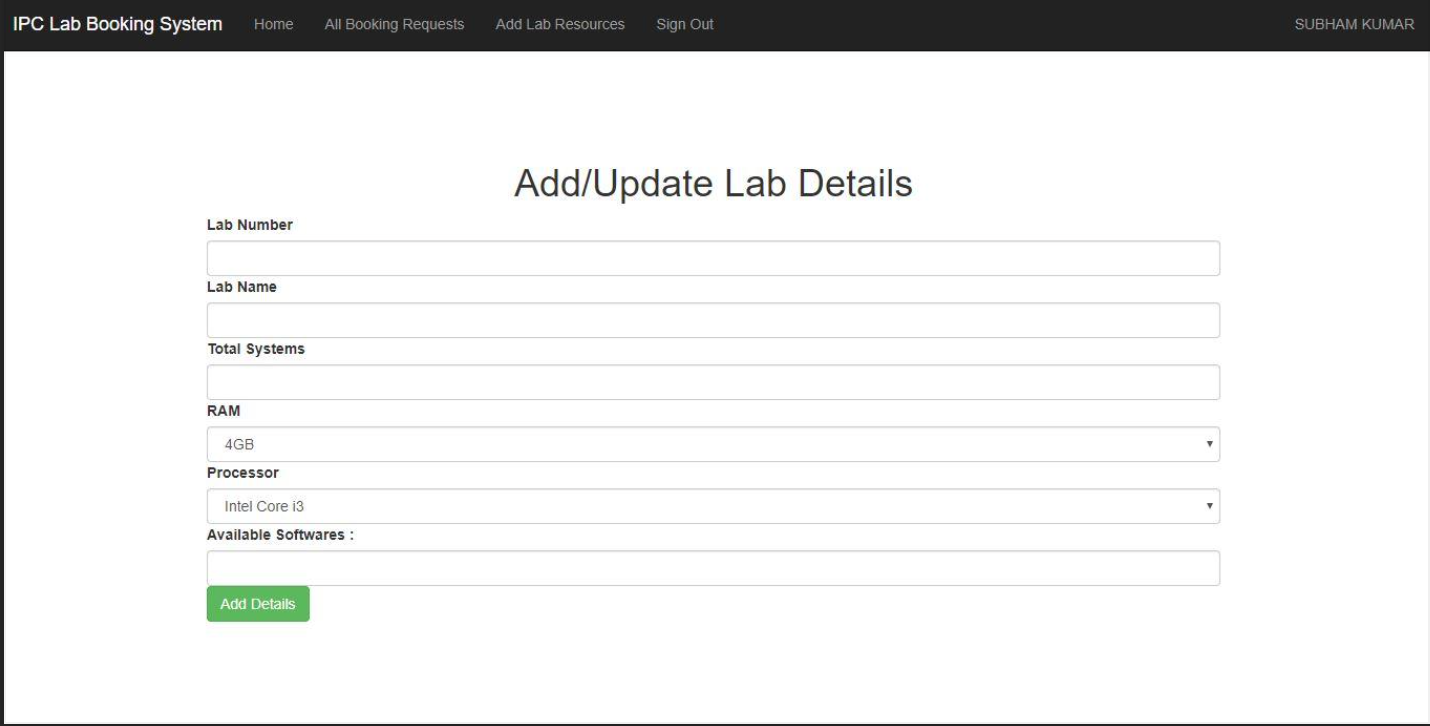 IPC Lab Booking System Home All Booking Requests Add Lab Resources Sign Out SUBHAM KUMAR
Add/Update Lab Details
Lab Number
Lab Name
Total Systems
RAM
4GB
Processor
Intel Core i3
Available Softwares :
Add Details